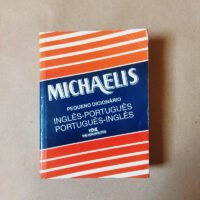 MICHAELIS
PEQUENO DICIONÁRIO
INGLÊS-PORTUGUÊS
PORTUGUÊS-INGLÊS